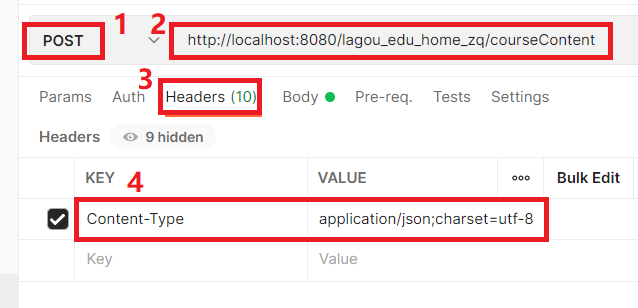 1 2
POST http://localhost:8080/lagou_edu_home_zq/courseContent
3
Params Auth Headers (10) Body Pre-req. Tests Settings
Headers 9 hidden
4
KEY VALUE ooo Bulk Edit
Content-Type application/json;charset=utf-8
Key Value